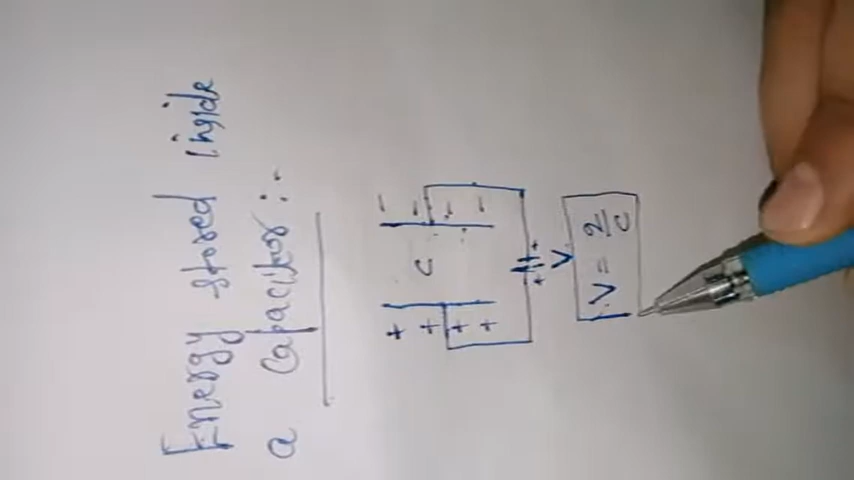 Energy stored inside
a Capacitor :-
- - - -
C
+ + + +
+ +
V
V = q/C